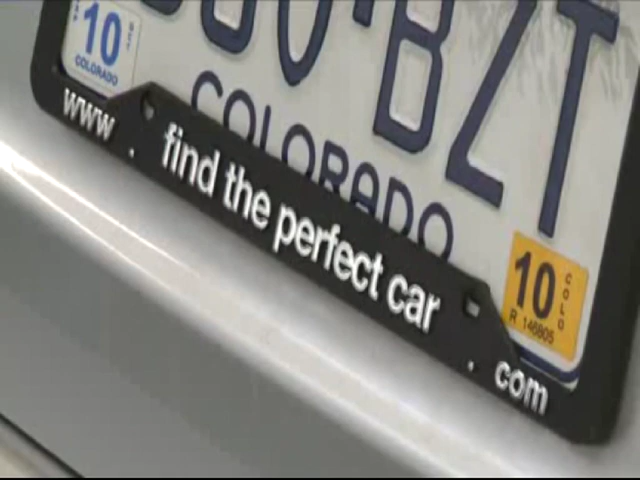 10
COLORADO
BZT
COLORADO
www . find the perfect car . com
10
COLO
R 146805